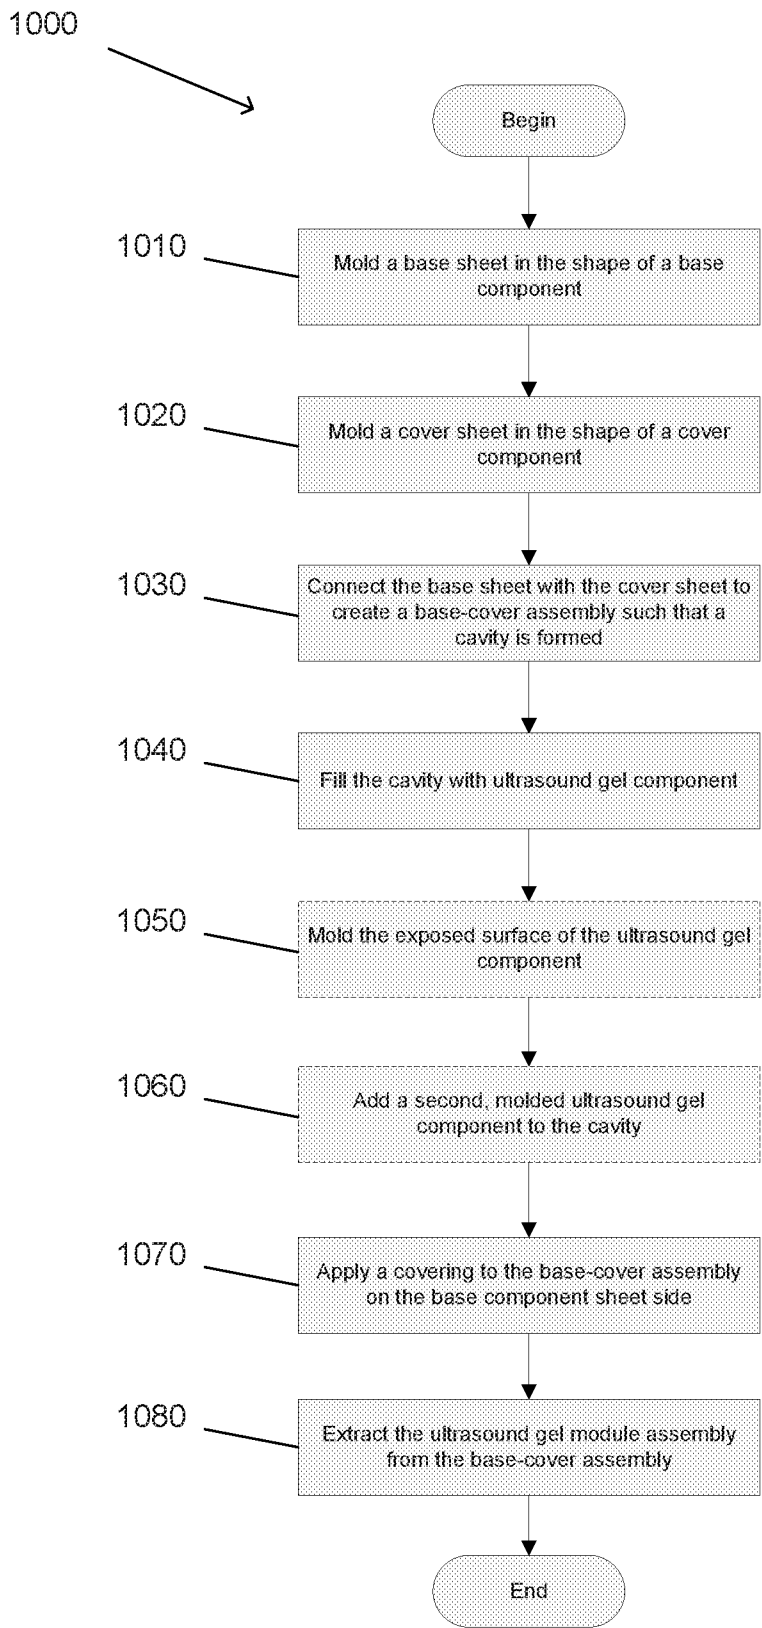 1000
Begin
1010
Mold a base sheet in the shape of a base
component
1020
Mold a cover sheet in the shape of a cover
component
1030
Connect the base sheet with the cover sheet to
create a base-cover assembly such that a
cavity is formed
1040
Fill the cavity with ultrasound gel component
1050
Mold the exposed surface of the ultrasound gel
component
1060
Add a second, molded ultrasound gel
component to the cavity
1070
Apply a covering to the base-cover assembly
on the base component sheet side
1080
Extract the ultrasound gel module assembly
from the base-cover assembly
End